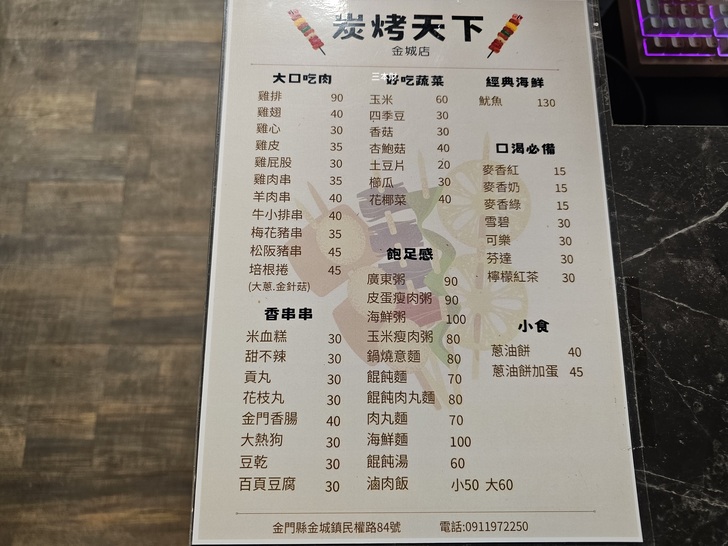 炭烤天下
金城店
大口吃肉
雞排 90
雞翅 40
雞心 30
雞皮 35
雞屁股 30
雞肉串 35
羊肉串 40
牛小排串 40
梅花豬串 35
松阪豬串 45
培根捲 45
(大蔥.金針菇)
香串串
米血糕 30
甜不辣 30
貢丸 30
花枝丸 30
金門香腸 40
大熱狗 30
豆乾 30
百頁豆腐 30
好吃蔬菜
玉米 60
四季豆 30
香菇 30
杏鮑菇 40
土豆片 20
櫛瓜 30
花椰菜 40
飽足感
廣東粥 90
皮蛋瘦肉粥 90
海鮮粥 100
玉米瘦肉粥 80
鍋燒意麵 80
餛飩麵 70
餛飩肉丸麵 80
肉丸麵 70
海鮮麵 100
餛飩湯 60
滷肉飯 小50 大60
經典海鮮
魷魚 130
口渴必備
麥香紅 15
麥香奶 15
麥香綠 15
雪碧 30
可樂 30
芬達 30
檸檬紅茶 30
小食
蔥油餅 40
蔥油餅加蛋 45
金門縣金城鎮民權路84號 電話:0911972250